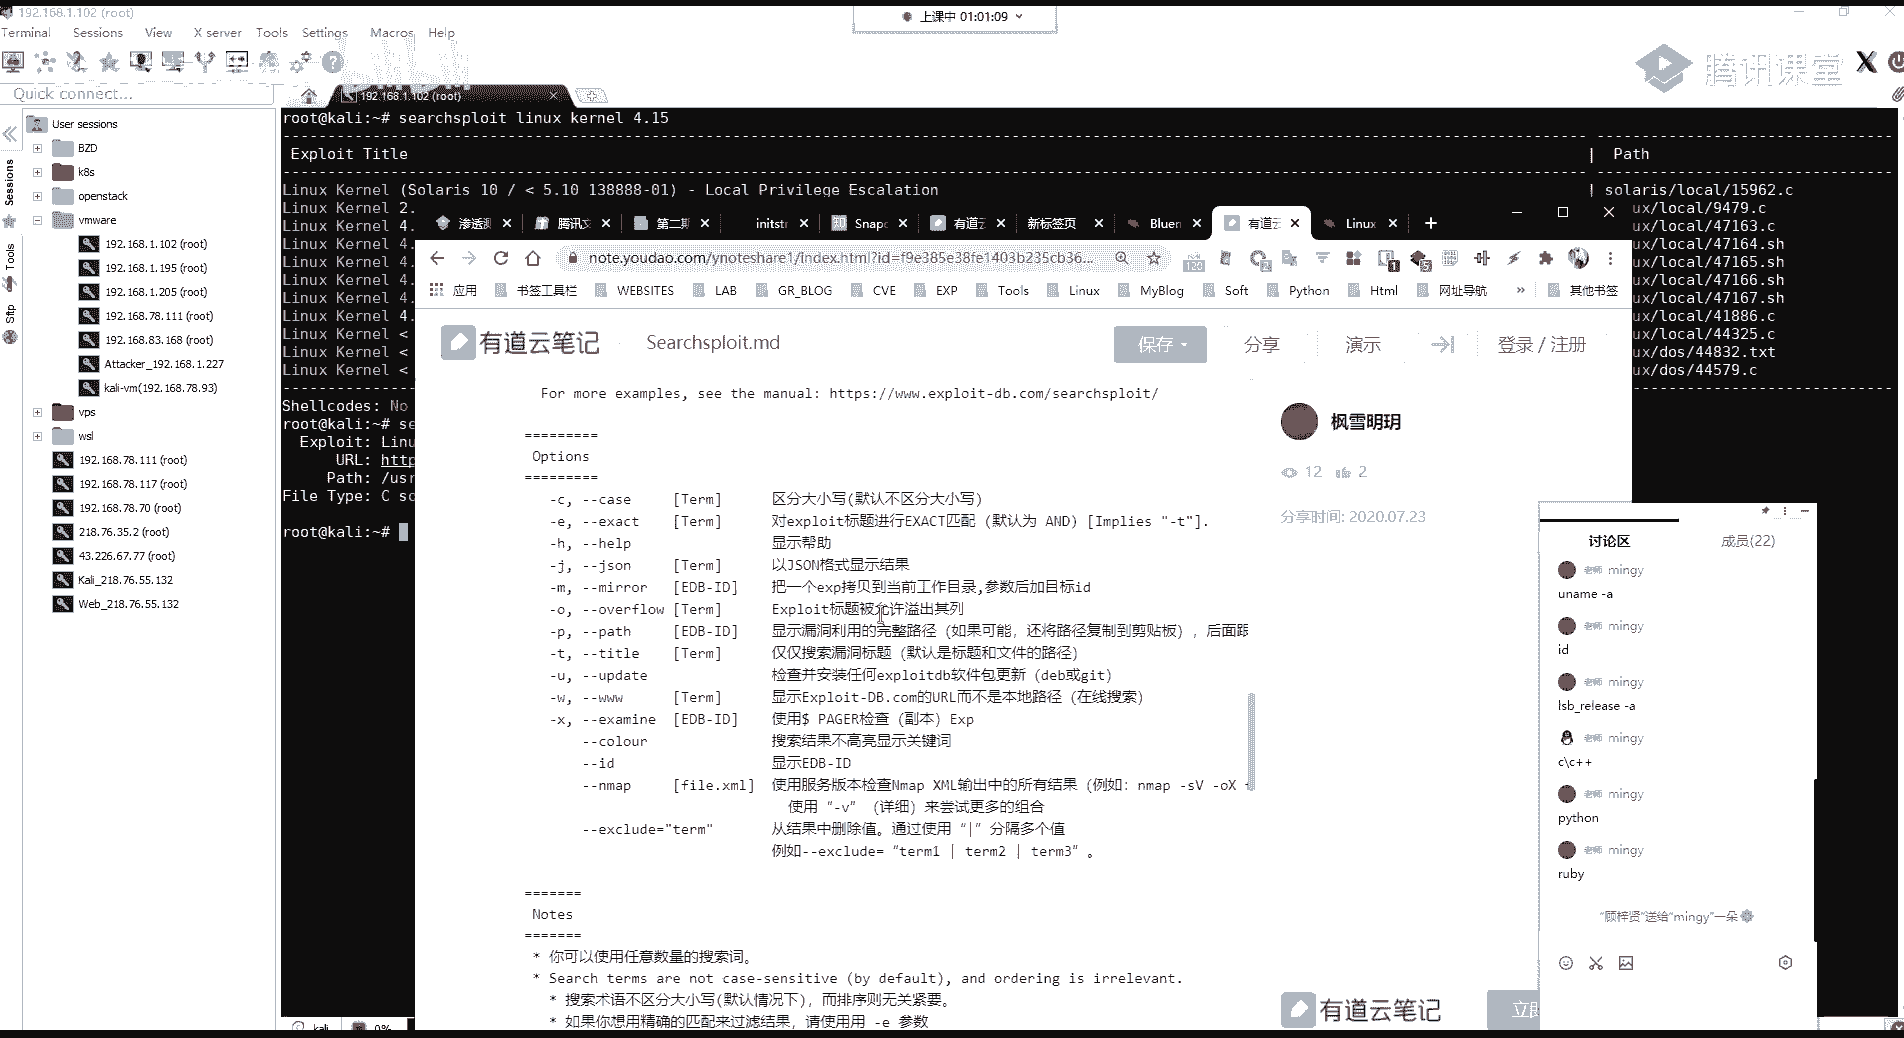 192.168.1.102 (root)
上课中 01:01:09
Terminal Sessions View X server Tools Settings Macros Help
bilibili
腾讯课堂
Quick connect...
192.168.1.102 (root)
Sessions
Tools
Sftp
User sessions
BZD
k8s
openstack
vmware
192.168.1.102 (root)
192.168.1.195 (root)
192.168.1.205 (root)
192.168.78.111 (root)
192.168.83.168 (root)
Attacker_192.168.1.227
kali-vm(192.168.78.93)
vps
wsl
192.168.78.111 (root)
192.168.78.117 (root)
192.168.78.70 (root)
218.76.35.2 (root)
43.226.67.77 (root)
Kali_218.76.55.132
Web_218.76.55.132
root@kali:~# searchsploit linux kernel 4.15
Exploit Title | Path
Linux Kernel (Solaris 10 / < 5.10 138888-01) - Local Privilege Escalation | solaris/local/15962.c
Linux Kernel 2. ux/local/9479.c
Linux Kernel 4. ux/local/47163.c
Linux Kernel 4. ux/local/47164.sh
Linux Kernel 4. ux/local/47165.sh
Linux Kernel 4. ux/local/47166.sh
Linux Kernel 4. ux/local/47167.sh
Linux Kernel 4. ux/local/41886.c
Linux Kernel < ux/local/44325.c
Linux Kernel < ux/dos/44832.txt
Linux Kernel < ux/dos/44579.c
Shellcodes: No
root@kali:~# se
Exploit: Linu
URL: http
Path: /usr
File Type: C so
root@kali:~#
渗透测 腾讯文 第二期 initstr Snapc 有道云 新标签页 Bluer 有道云 Linux
note.youdao.com/ynoteshare1/index.html?id=f9e385e38fe1403b235cb36...
应用 书签工具栏 WEBSITES LAB GR_BLOG CVE EXP Tools Linux MyBlog Soft Python Html 网址导航 » 其他书签
有道云笔记 Searchsploit.md 保存 分享 演示 登录 / 注册
For more examples, see the manual: https://www.exploit-db.com/searchsploit/
=========
Options
=========
-c, --case [Term] 区分大小写(默认不区分大小写)
-e, --exact [Term] 对exploit标题进行EXACT匹配 (默认为 AND) [Implies "-t"].
-h, --help 显示帮助
-j, --json [Term] 以JSON格式显示结果
-m, --mirror [EDB-ID] 把一个exp拷贝到当前工作目录,参数后加目标id
-o, --overflow [Term] Exploit标题被允许溢出其列
-p, --path [EDB-ID] 显示漏洞利用的完整路径（如果可能，还将路径复制到剪贴板），后面跟
-t, --title [Term] 仅仅搜索漏洞标题（默认是标题和文件的路径）
-u, --update 检查并安装任何exploitdb软件包更新（deb或git）
-w, --www [Term] 显示Exploit-DB.com的URL而不是本地路径（在线搜索）
-x, --examine [EDB-ID] 使用$ PAGER检查（副本）Exp
--colour 搜索结果不高亮显示关键词
--id 显示EDB-ID
--nmap [file.xml] 使用服务版本检查Nmap XML输出中的所有结果（例如：nmap -sV -oX
使用“-v”（详细）来尝试更多的组合
--exclude="term" 从结果中删除值。通过使用“|”分隔多个值
例如--exclude= “term1 | term2 | term3” 。
=======
Notes
=======
* 你可以使用任意数量的搜索词。
* Search terms are not case-sensitive (by default), and ordering is irrelevant.
* 搜索术语不区分大小写(默认情况下)，而排序则无关紧要。
* 如果你想用精确的匹配来过滤结果，请使用用 -e 参数
枫雪明玥
12 2
分享时间: 2020.07.23
有道云笔记
讨论区 成员(22)
老师 mingy
uname -a
老师 mingy
id
老师 mingy
lsb_release -a
老师 mingy
c\c++
老师 mingy
python
老师 mingy
ruby
“顾梓贤”送给“mingy”一朵
kali 0%